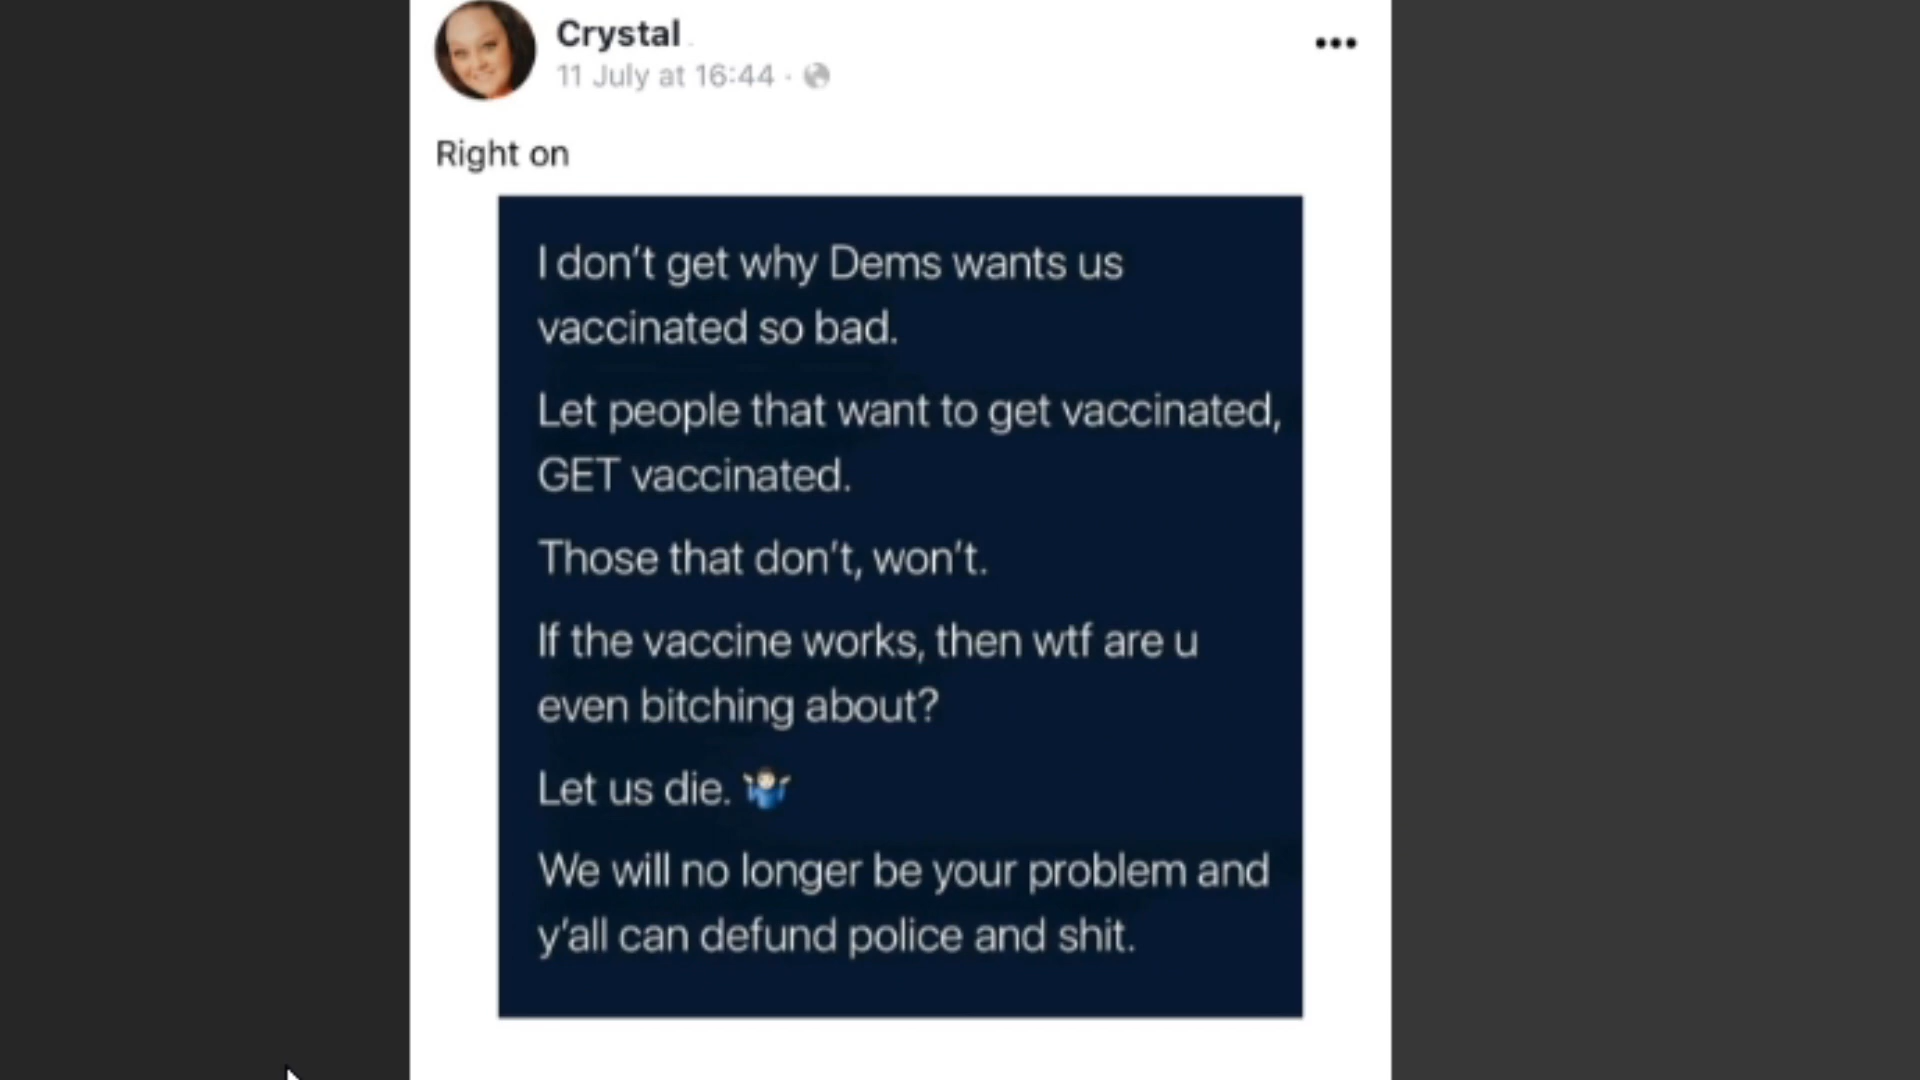 Crystal
11 July at 16:44 ·
Right on
I don't get why Dems wants us
vaccinated so bad.
Let people that want to get vaccinated,
GET vaccinated.
Those that don't, won't.
If the vaccine works, then wtf are u
even bitching about?
Let us die. 🤷🏻‍♂️
We will no longer be your problem and
y'all can defund police and shit.